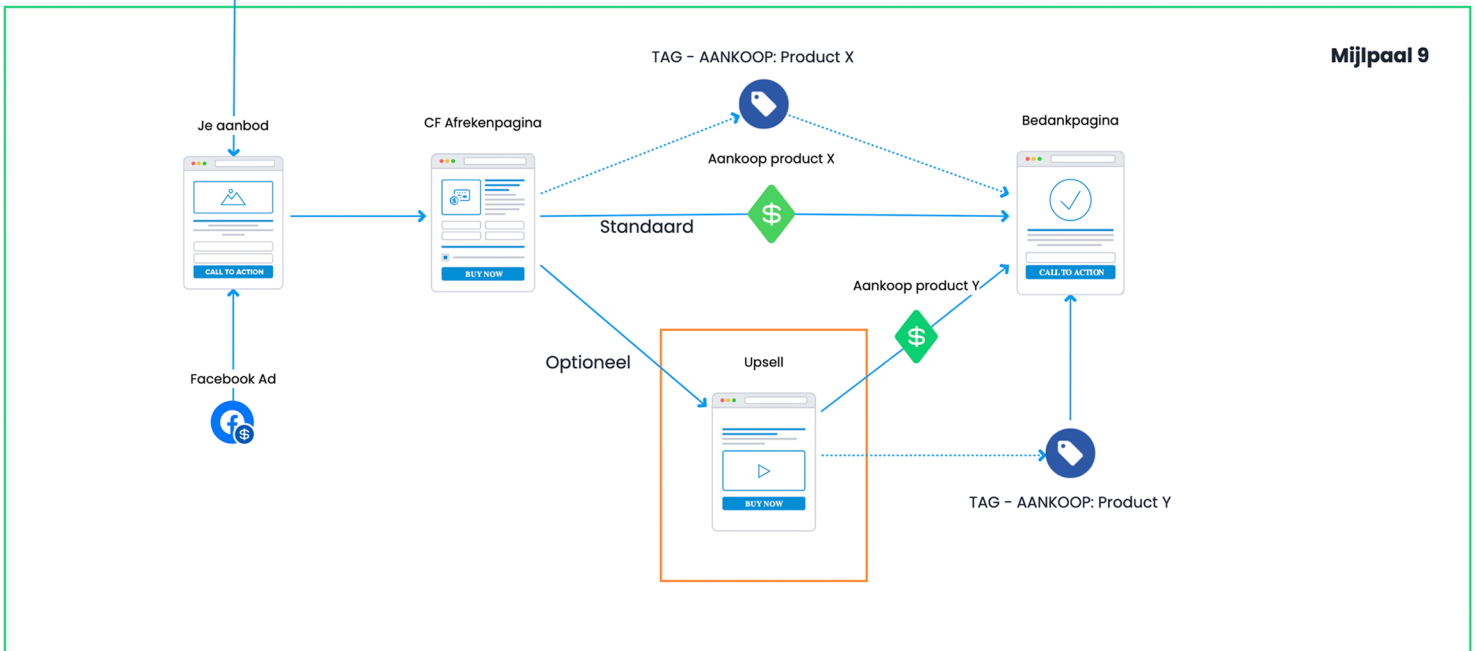 TAG - AANKOOP: Product X
Mijlpaal 9
Je aanbod
CF Afrekenpagina
Bedankpagina
Aankoop product X
$
Standaard
CALL TO ACTION
BUY NOW
CALL TO ACTION
Aankoop product Y
$
Optioneel
Upsell
Facebook Ad
$
BUY NOW
TAG - AANKOOP: Product Y